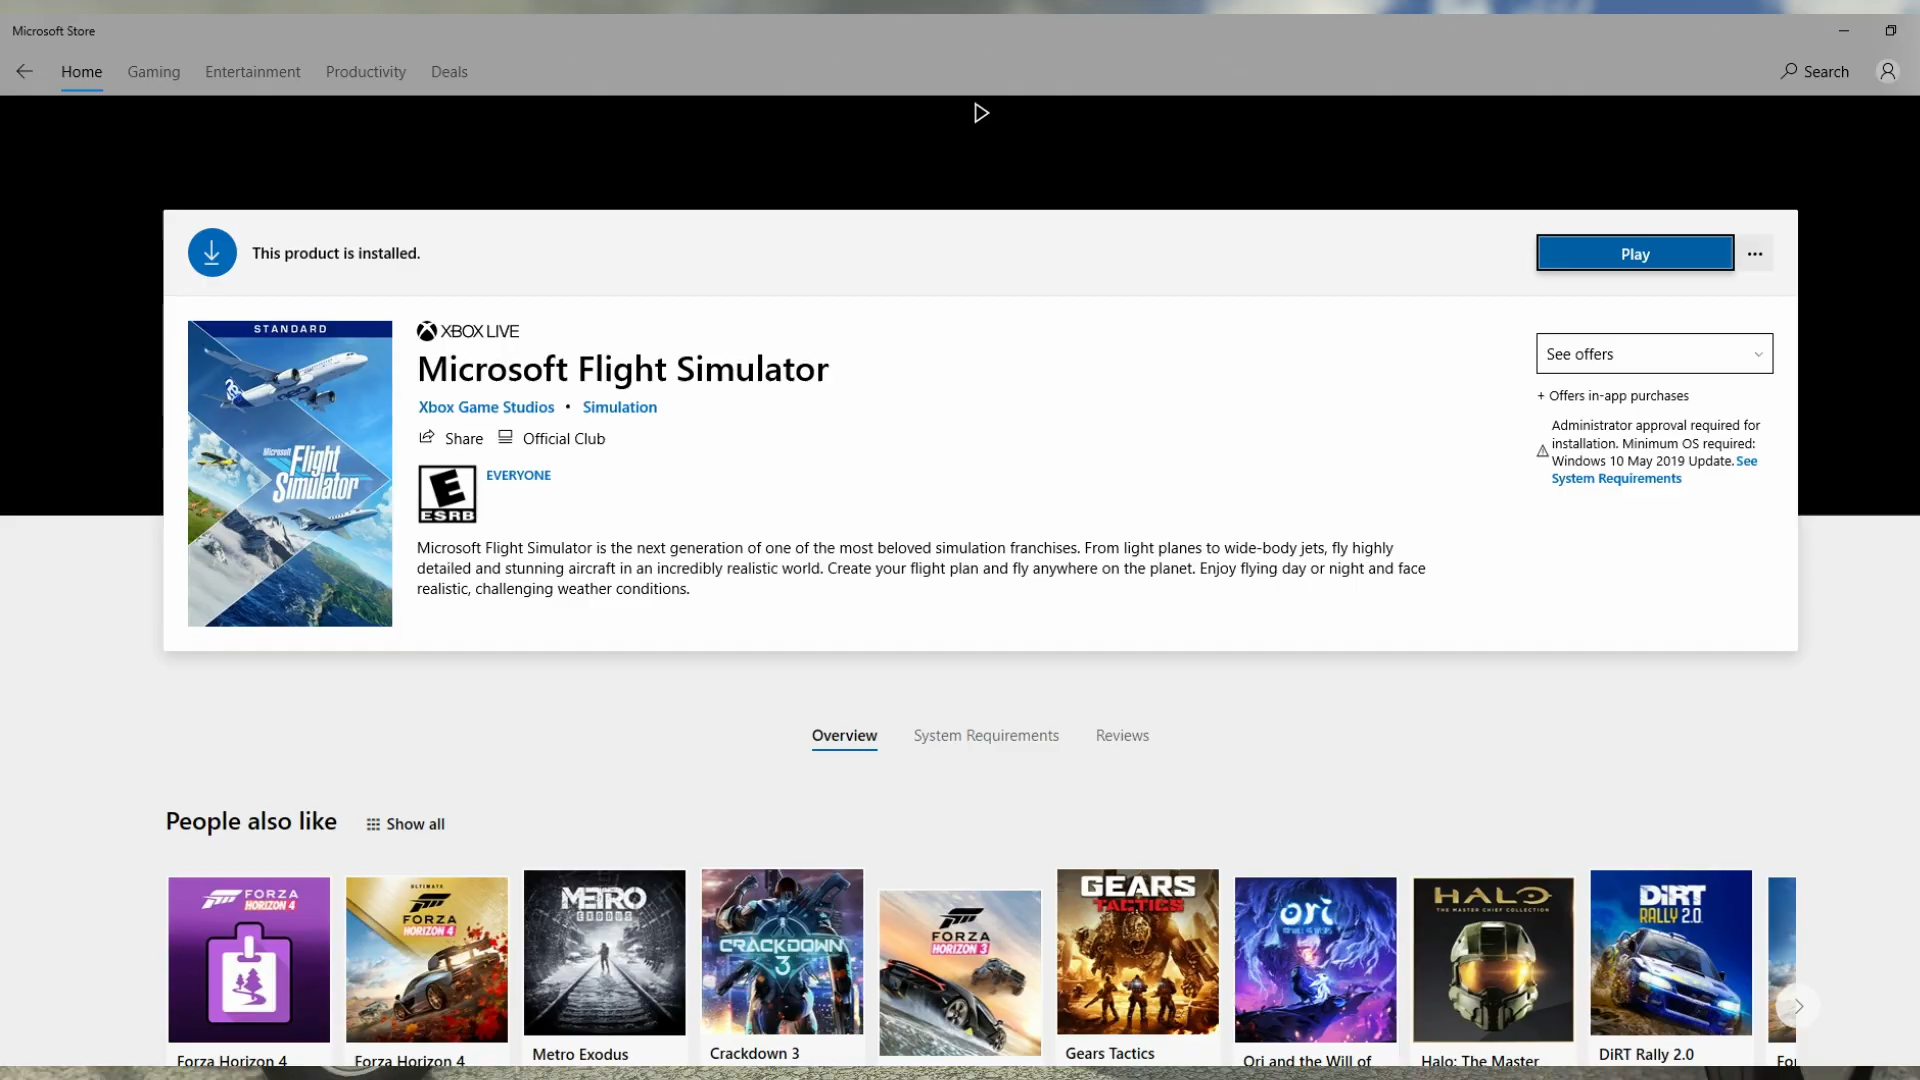 Microsoft Store
Home Gaming Entertainment Productivity Deals Search
This product is installed.
Play
STANDARD
Microsoft Flight Simulator
XBOX LIVE
Microsoft Flight Simulator
Xbox Game Studios • Simulation
Share Official Club
E
ESRB
EVERYONE
Microsoft Flight Simulator is the next generation of one of the most beloved simulation franchises. From light planes to wide-body jets, fly highly
detailed and stunning aircraft in an incredibly realistic world. Create your flight plan and fly anywhere on the planet. Enjoy flying day or night and face
realistic, challenging weather conditions.
See offers
+ Offers in-app purchases
Administrator approval required for
installation. Minimum OS required:
Windows 10 May 2019 Update. See
System Requirements
Overview System Requirements Reviews
People also like Show all
FORZA
HORIZON 4
ULTIMATE
FORZA
HORIZON 4
METRO
EXODUS
CRACKDOWN
3
FORZA
HORIZON 3
GEARS
TACTICS
ori
HALO
THE MASTER CHIEF COLLECTION
DiRT
RALLY 2.0
Forza Horizon 4
Forza Horizon 4
Metro Exodus
Crackdown 3
Gears Tactics
Ori and the Will of
Halo: The Master
DiRT Rally 2.0